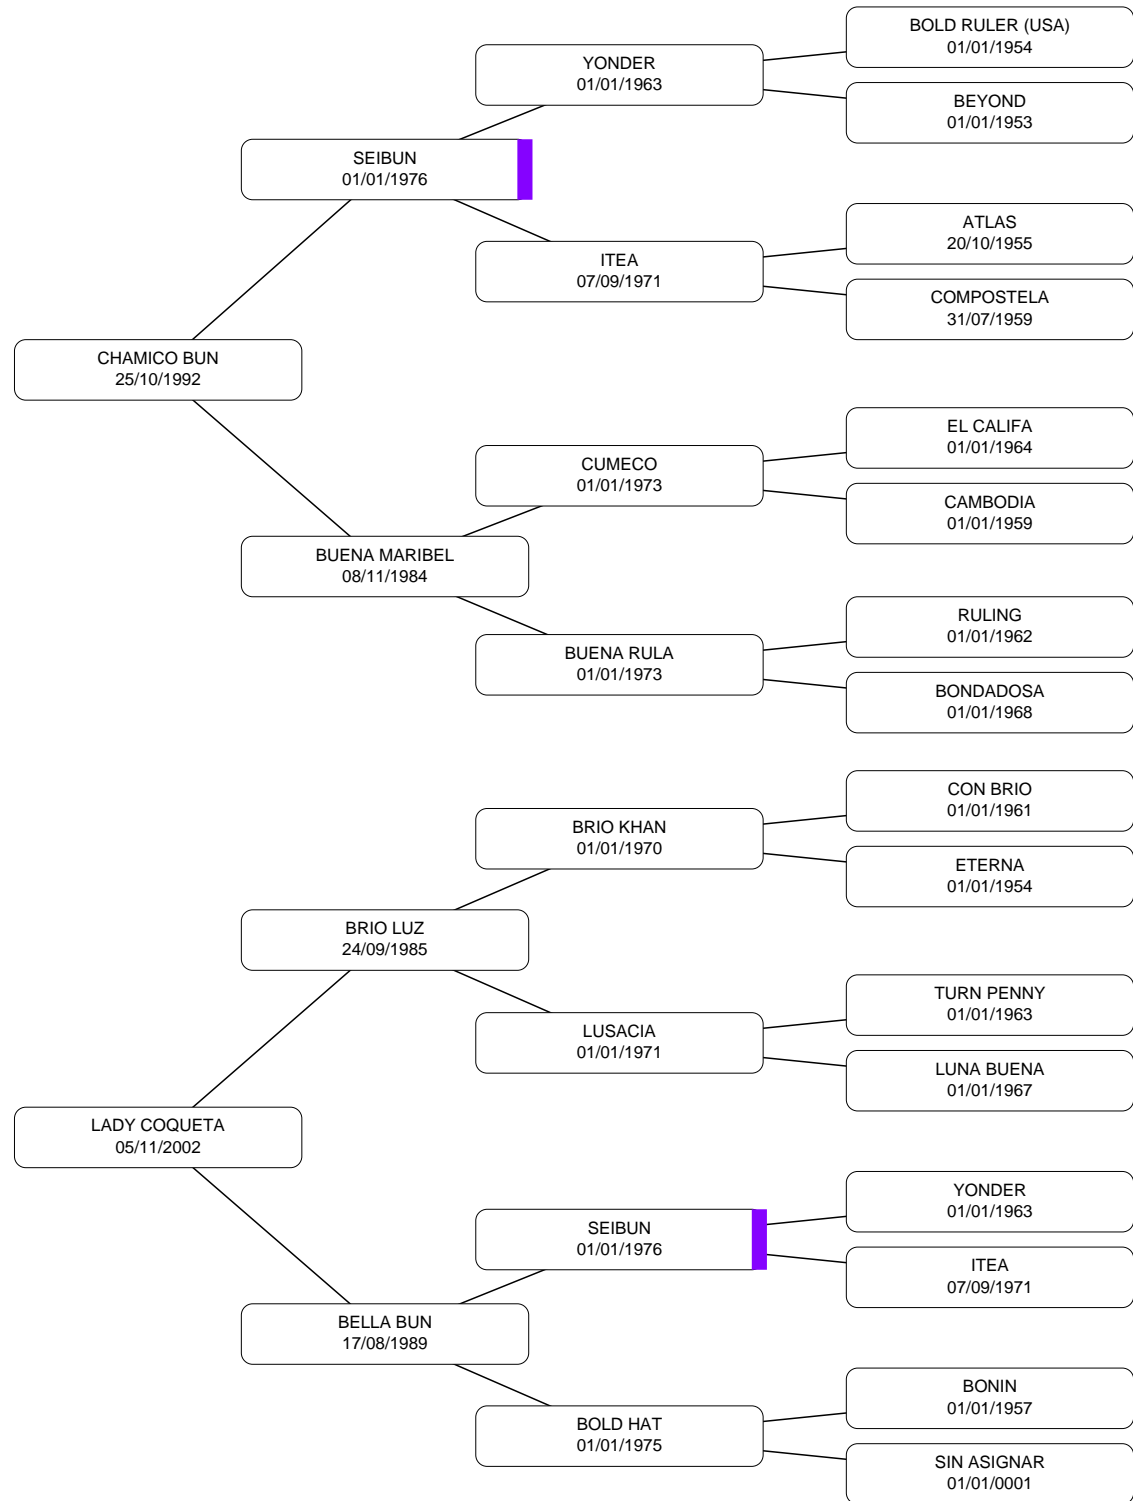 BOLD RULER (USA)
01/01/1954
YONDER
01/01/1963
BEYOND
01/01/1953
SEIBUN
01/01/1976
ATLAS
20/10/1955
ITEA
07/09/1971
COMPOSTELA
31/07/1959
CHAMICO BUN
25/10/1992
EL CALIFA
01/01/1964
CUMECO
01/01/1973
CAMBODIA
01/01/1959
BUENA MARIBEL
08/11/1984
RULING
01/01/1962
BUENA RULA
01/01/1973
BONDADOSA
01/01/1968
CON BRIO
01/01/1961
BRIO KHAN
01/01/1970
ETERNA
01/01/1954
BRIO LUZ
24/09/1985
TURN PENNY
01/01/1963
LUSACIA
01/01/1971
LUNA BUENA
01/01/1967
LADY COQUETA
05/11/2002
YONDER
01/01/1963
SEIBUN
01/01/1976
ITEA
07/09/1971
BELLA BUN
17/08/1989
BONIN
01/01/1957
BOLD HAT
01/01/1975
SIN ASIGNAR
01/01/0001